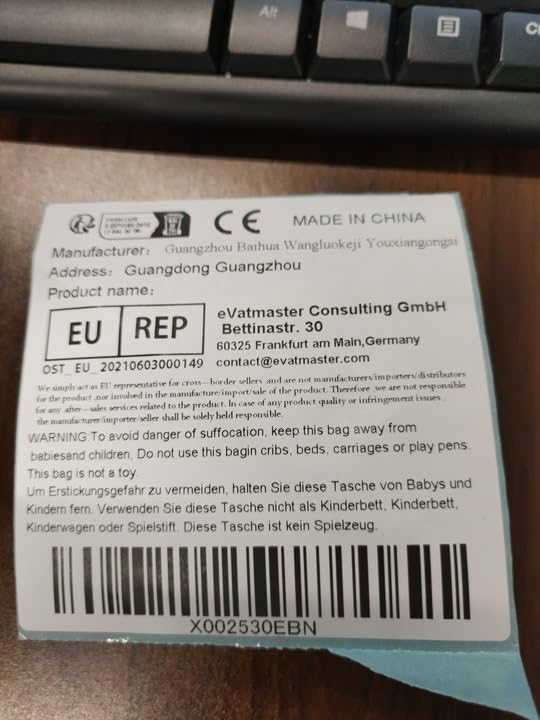 Alt
CE
MADE IN CHINA
Manufacturer: Guangzhou Baihua Wangluokeji Youxiangongsi
Address: Guangdong Guangzhou
Product name:
EU REP
eVatmaster Consulting GmbH
Bettinastr. 30
60325 Frankfurt am Main,Germany
contact@evatmaster.com
OST_EU_20210603000149
We simply act as EU representative for cross—border sellers and are not manufacturers/importers/distributors
for the product ,nor involved in the manufacture/import/sale of the product. Therefore ,we are not responsible
for any after—sales services related to the product. In case of any product quality or infringement issues
the manufacturer/importer/seller shall be solely held responsible.
WARNING:To avoid danger of suffocation, keep this bag away from
babiesand children, Do not use this bagin cribs, beds, carriages or play pens.
This bag is not a toy.
Um Erstickungsgefahr zu vermeiden, halten Sie diese Tasche von Babys und
Kindern fern. Verwenden Sie diese Tasche nicht als Kinderbett, Kinderbett,
Kinderwagen oder Spielstift. Diese Tasche ist kein Spielzeug.
X002530EBN